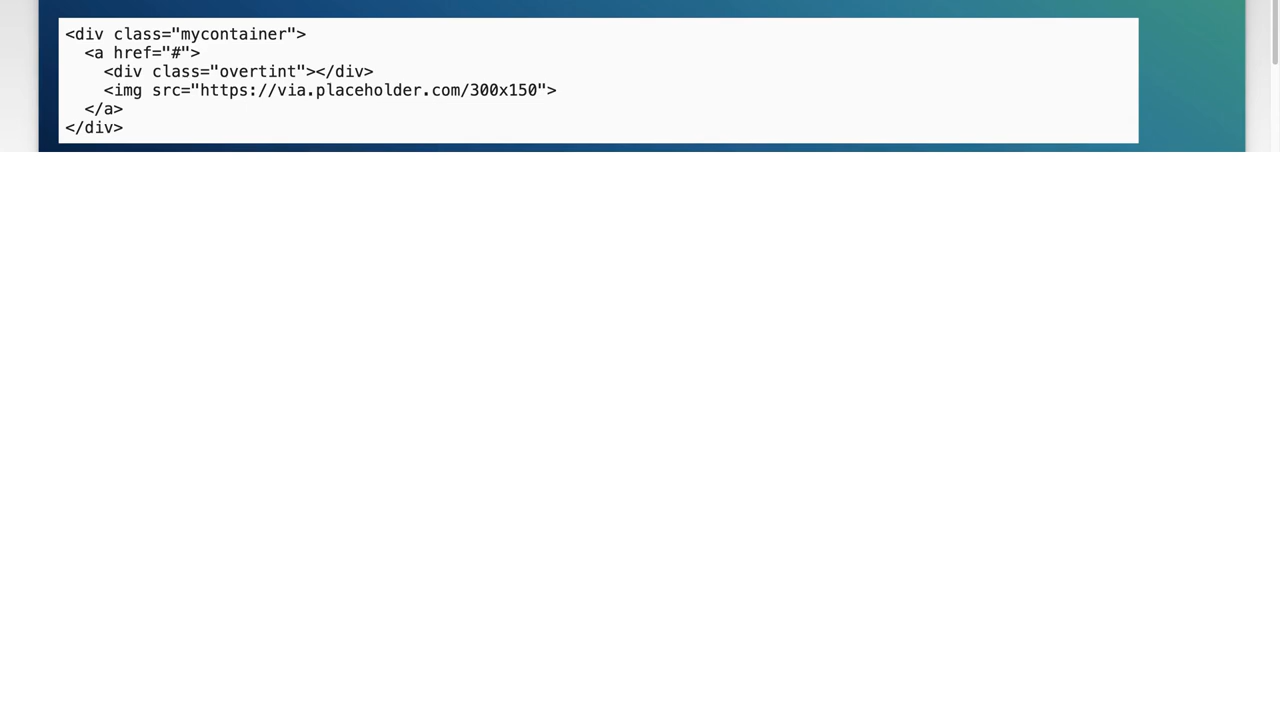 <div class="mycontainer">
  <a href="#">
    <div class="overtint"></div>
    <img src="https://via.placeholder.com/300x150">
  </a>
</div>